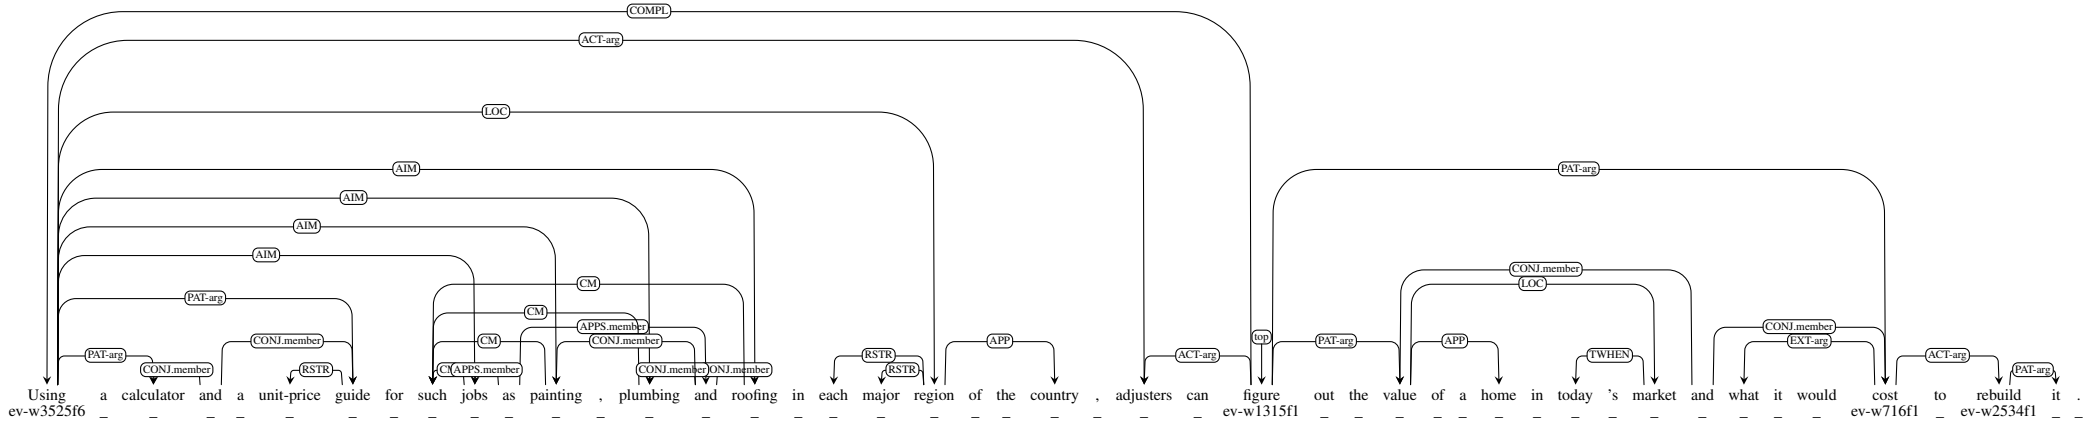 COMPL
ACT-arg
LOC
AIM PAT-arg
AIM
AIM
AIM
CONJ.member
CM LOC
PAT-arg
CM
APPS.member CONJ.member
top
CONJ.member CM CONJ.member APP PAT-arg APP EXT-arg
PAT-arg RSTR ACT-arg TWHEN ACT-arg
CONJ.member RSTR APPS.member CONJ.member RSTR PAT-arg
Using a calculator and a unit-price guide for such jobs as painting , plumbing and roofing in each major region of the country , adjusters can figure out the value of a home in today 's market and what it would cost to rebuild it .
ev-w3525f6 _ _ _ _ _ _ _ _ _ _ _ _ _ _ _ _ _ _ _ _ _ _ _ _ _ ev-w1315f1 _ _ _ _ _ _ _ _ _ _ _ _ _ _ ev-w716f1 _ ev-w2534f1 _ _